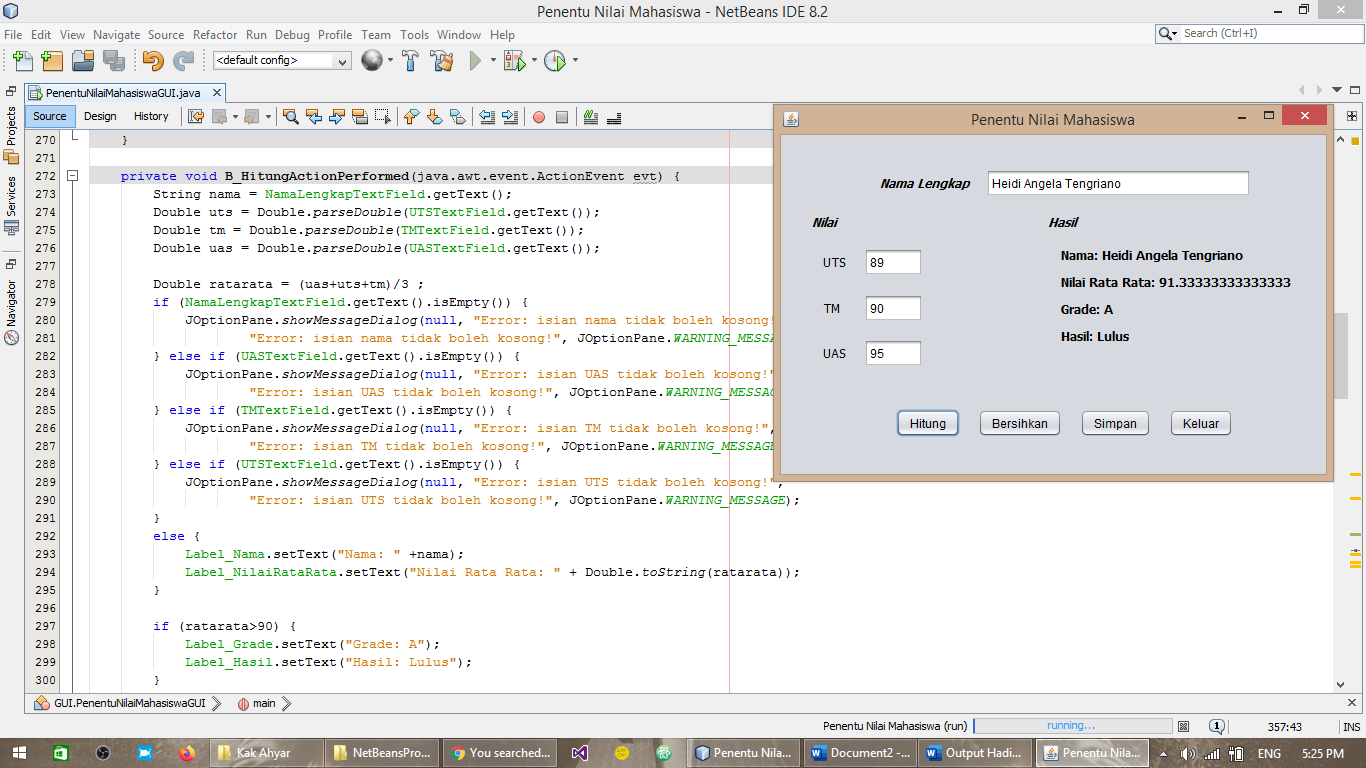 Penentu Nilai Mahasiswa - NetBeans IDE 8.2
File Edit View Navigate Source Refactor Run Debug Profile Team Tools Window Help
Search (Ctrl+I)
<default config>
PenentuNilaiMahasiswaGUI.java
Source Design History
Projects
Services
Navigator
270 }
271
272 private void B_HitungActionPerformed(java.awt.event.ActionEvent evt) {
273 String nama = NamaLengkapTextField.getText();
274 Double uts = Double.parseDouble(UTSTextField.getText());
275 Double tm = Double.parseDouble(TMTextField.getText());
276 Double uas = Double.parseDouble(UASTextField.getText());
277
278 Double ratarata = (uas+uts+tm)/3 ;
279 if (NamaLengkapTextField.getText().isEmpty()) {
280 JOptionPane.showMessageDialog(null, "Error: isian nama tidak boleh kosong!
281 "Error: isian nama tidak boleh kosong!", JOptionPane.WARNING_MESSA
282 } else if (UASTextField.getText().isEmpty()) {
283 JOptionPane.showMessageDialog(null, "Error: isian UAS tidak boleh kosong!"
284 "Error: isian UAS tidak boleh kosong!", JOptionPane.WARNING_MESSAG
285 } else if (TMTextField.getText().isEmpty()) {
286 JOptionPane.showMessageDialog(null, "Error: isian TM tidak boleh kosong!",
287 "Error: isian TM tidak boleh kosong!", JOptionPane.WARNING_MESSAGE
288 } else if (UTSTextField.getText().isEmpty()) {
289 JOptionPane.showMessageDialog(null, "Error: isian UTS tidak boleh kosong!",
290 "Error: isian UTS tidak boleh kosong!", JOptionPane.WARNING_MESSAGE);
291 }
292 else {
293 Label_Nama.setText("Nama: " +nama);
294 Label_NilaiRataRata.setText("Nilai Rata Rata: " + Double.toString(ratarata));
295 }
296
297 if (ratarata>90) {
298 Label_Grade.setText("Grade: A");
299 Label_Hasil.setText("Hasil: Lulus");
300 }
Penentu Nilai Mahasiswa
Nama Lengkap Heidi Angela Tengriano
Nilai Hasil
UTS 89
TM 90
UAS 95
Nama: Heidi Angela Tengriano
Nilai Rata Rata: 91.33333333333333
Grade: A
Hasil: Lulus
Hitung Bersihkan Simpan Keluar
GUI.PenentuNilaiMahasiswaGUI main
Penentu Nilai Mahasiswa (run) running... 1 357:43 INS
Kak Ahyar NetBeansPro... You searched... Penentu Nila... Document2 -... Output Hadi... Penentu Nila... ENG 5:25 PM